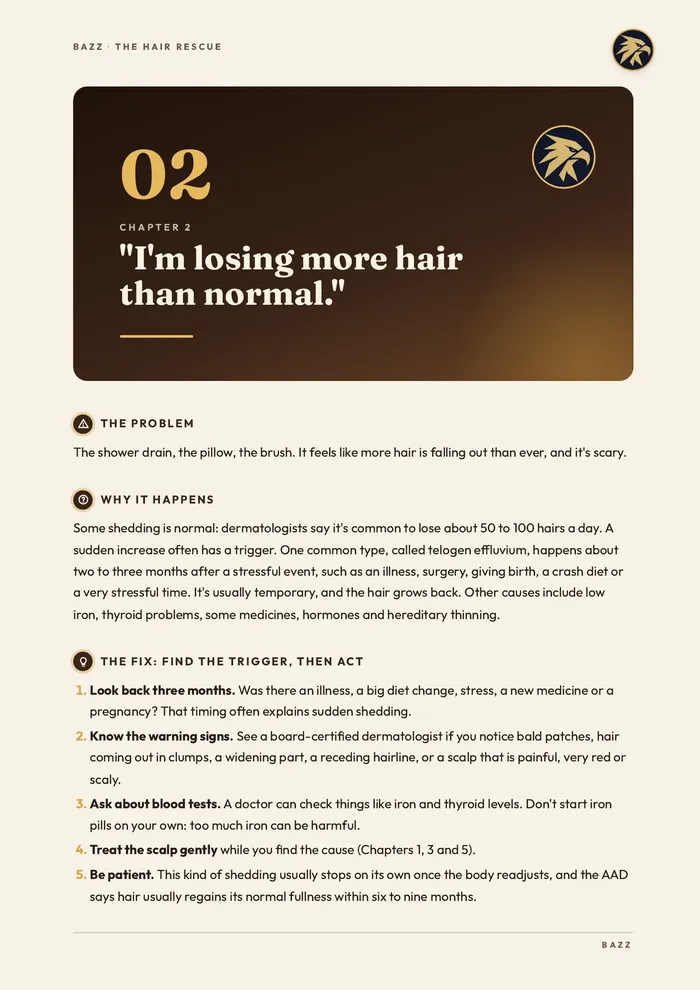 BAZZ · THE HAIR RESCUE
02
CHAPTER 2
"I'm losing more hair
than normal."
THE PROBLEM
The shower drain, the pillow, the brush. It feels like more hair is falling out than ever, and it's scary.
WHY IT HAPPENS
Some shedding is normal: dermatologists say it's common to lose about 50 to 100 hairs a day. A
sudden increase often has a trigger. One common type, called telogen effluvium, happens about
two to three months after a stressful event, such as an illness, surgery, giving birth, a crash diet or
a very stressful time. It's usually temporary, and the hair grows back. Other causes include low
iron, thyroid problems, some medicines, hormones and hereditary thinning.
THE FIX: FIND THE TRIGGER, THEN ACT
1. Look back three months. Was there an illness, a big diet change, stress, a new medicine or a
pregnancy? That timing often explains sudden shedding.
2. Know the warning signs. See a board-certified dermatologist if you notice bald patches, hair
coming out in clumps, a widening part, a receding hairline, or a scalp that is painful, very red or
scaly.
3. Ask about blood tests. A doctor can check things like iron and thyroid levels. Don't start iron
pills on your own: too much iron can be harmful.
4. Treat the scalp gently while you find the cause (Chapters 1, 3 and 5).
5. Be patient. This kind of shedding usually stops on its own once the body readjusts, and the AAD
says hair usually regains its normal fullness within six to nine months.
BAZZ